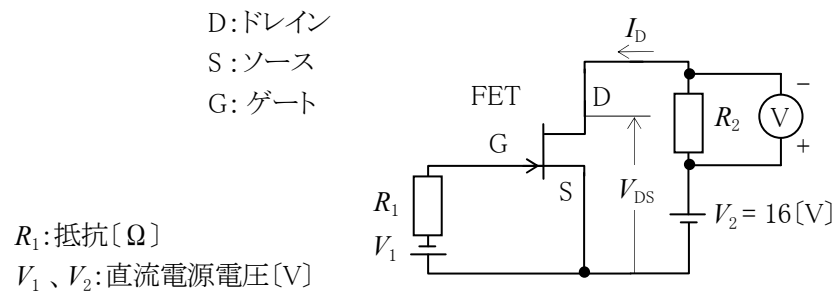 D:ドレイン
S:ソース
G:ゲート
I_D
FET
D
−
R_2
V
G
+
S
V_DS
R_1
V_2 = 16〔V〕
V_1
R_1:抵抗〔Ω〕
V_1、V_2:直流電源電圧〔V〕